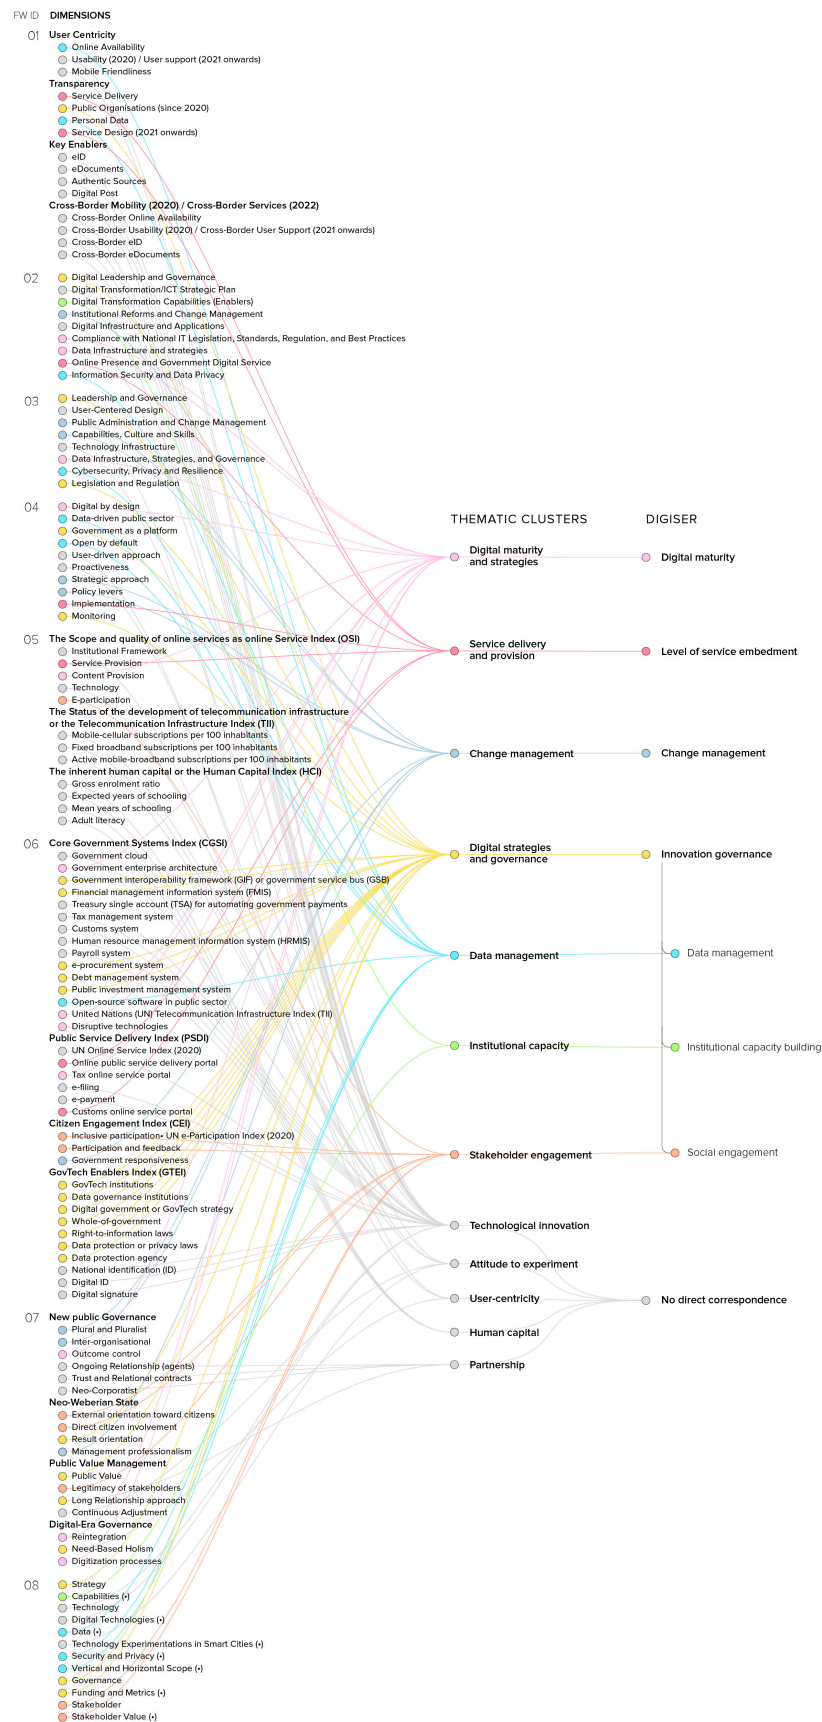 FW ID DIMENSIONS
01 User Centricity
Online Availability
Usability (2020) / User support (2021 onwards)
Mobile Friendliness
Transparency
Service Delivery
Public Organisations (since 2020)
Personal Data
Service Design (2021 onwards)
Key Enablers
eID
eDocuments
Authentic Sources
Digital Post
Cross-Border Mobility (2020) / Cross-Border Services (2022)
Cross-Border Online Availability
Cross-Border Usability (2020) / Cross-Border User Support (2021 onwards)
Cross-Border eID
Cross-Border eDocuments
02 Digital Leadership and Governance
Digital Transformation/ICT Strategic Plan
Digital Transformation Capabilities (Enablers)
Institutional Reforms and Change Management
Digital Infrastructure and Applications
Compliance with National IT Legislation, Standards, Regulation, and Best Practices
Data Infrastructure and strategies
Online Presence and Government Digital Service
Information Security and Data Privacy
03 Leadership and Governance
User-Centered Design
Public Administration and Change Management
Capabilities, Culture and Skills
Technology Infrastructure
Data Infrastructure, Strategies, and Governance
Cybersecurity, Privacy and Resilience
Legislation and Regulation
04 Digital by design
Data-driven public sector
Government as a platform
Open by default
User-driven approach
Proactiveness
Strategic approach
Policy levers
Implementation
Monitoring
05 The Scope and quality of online services as online Service Index (OSI)
Institutional Framework
Service Provision
Content Provision
Technology
E-participation
The Status of the development of telecommunication infrastructure
or the Telecommunication Infrastructure Index (TII)
Mobile-cellular subscriptions per 100 inhabitants
Fixed broadband subscriptions per 100 inhabitants
Active mobile-broadband subscriptions per 100 inhabitants
The inherent human capital or the Human Capital Index (HCI)
Gross enrolment ratio
Expected years of schooling
Mean years of schooling
Adult literacy
06 Core Government Systems Index (CGSI)
Government cloud
Government enterprise architecture
Government interoperability framework (GIF) or government service bus (GSB)
Financial management information system (FMIS)
Treasury single account (TSA) for automating government payments
Tax management system
Customs system
Human resource management information system (HRMIS)
Payroll system
e-procurement system
Debt management system
Public investment management system
Open-source software in public sector
United Nations (UN) Telecommunication Infrastructure Index (TII)
Disruptive technologies
Public Service Delivery Index (PSDI)
UN Online Service Index (2020)
Online public service delivery portal
Tax online service portal
e-filing
e-payment
Customs online service portal
Citizen Engagement Index (CEI)
Inclusive participation• UN e-Participation Index (2020)
Participation and feedback
Government responsiveness
GovTech Enablers Index (GTEI)
GovTech institutions
Data governance institutions
Digital government or GovTech strategy
Whole-of-government
Right-to-information laws
Data protection or privacy laws
Data protection agency
National identification (ID)
Digital ID
Digital signature
07 New public Governance
Plural and Pluralist
Inter-organisational
Outcome control
Ongoing Relationship (agents)
Trust and Relational contracts
Neo-Corporatist
Neo-Weberian State
External orientation toward citizens
Direct citizen involvement
Result orientation
Management professionalism
Public Value Management
Public Value
Legitimacy of stakeholders
Long Relationship approach
Continuous Adjustment
Digital-Era Governance
Reintegration
Need-Based Holism
Digitization processes
08 Strategy
Capabilities (•)
Technology
Digital Technologies (•)
Data (•)
Technology Experimentations in Smart Cities (•)
Security and Privacy (•)
Vertical and Horizontal Scope (•)
Governance
Funding and Metrics (•)
Stakeholder
Stakeholder Value (•)
THEMATIC CLUSTERS
Digital maturity
and strategies
Service delivery
and provision
Change management
Digital strategies
and governance
Data management
Institutional capacity
Stakeholder engagement
Technological innovation
Attitude to experiment
User-centricity
Human capital
Partnership
DIGISER
Digital maturity
Level of service embedment
Change management
Innovation governance
Data management
Institutional capacity building
Social engagement
No direct correspondence